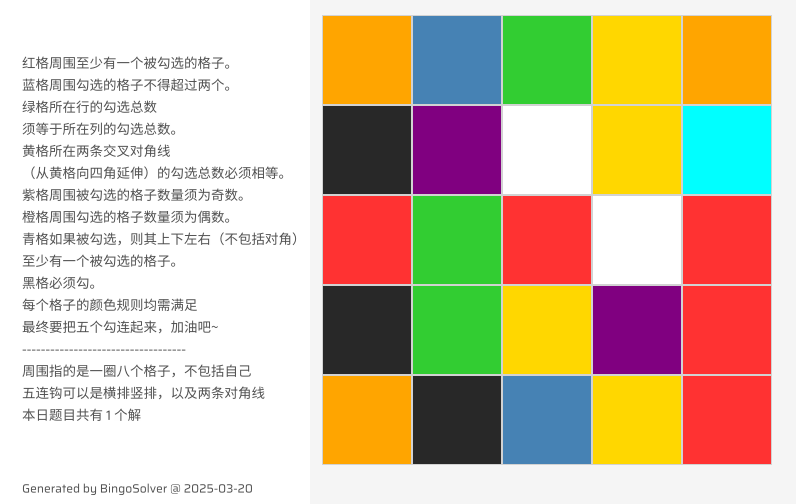 红格周围至少有一个被勾选的格子。
蓝格周围勾选的格子不得超过两个。
绿格所在行的勾选总数
须等于所在列的勾选总数。
黄格所在两条交叉对角线
（从黄格向四角延伸）的勾选总数必须相等。
紫格周围被勾选的格子数量须为奇数。
橙格周围勾选的格子数量须为偶数。
青格如果被勾选，则其上下左右（不包括对角）
至少有一个被勾选的格子。
黑格必须勾。
每个格子的颜色规则均需满足
最终要把五个勾连起来，加油吧~
-----------------------------------
周围指的是一圈八个格子，不包括自己
五连钩可以是横排竖排，以及两条对角线
本日题目共有1个解
Generated by BingoSolver @ 2025-03-20